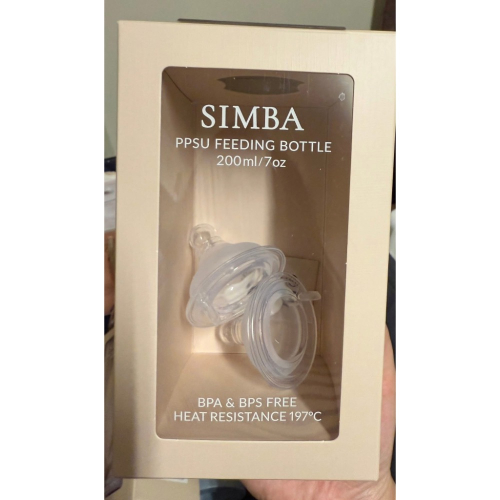 SIMBA
PPSU FEEDING BOTTLE
200ml/7oz
BPA & BPS FREE
HEAT RESISTANCE 197°C